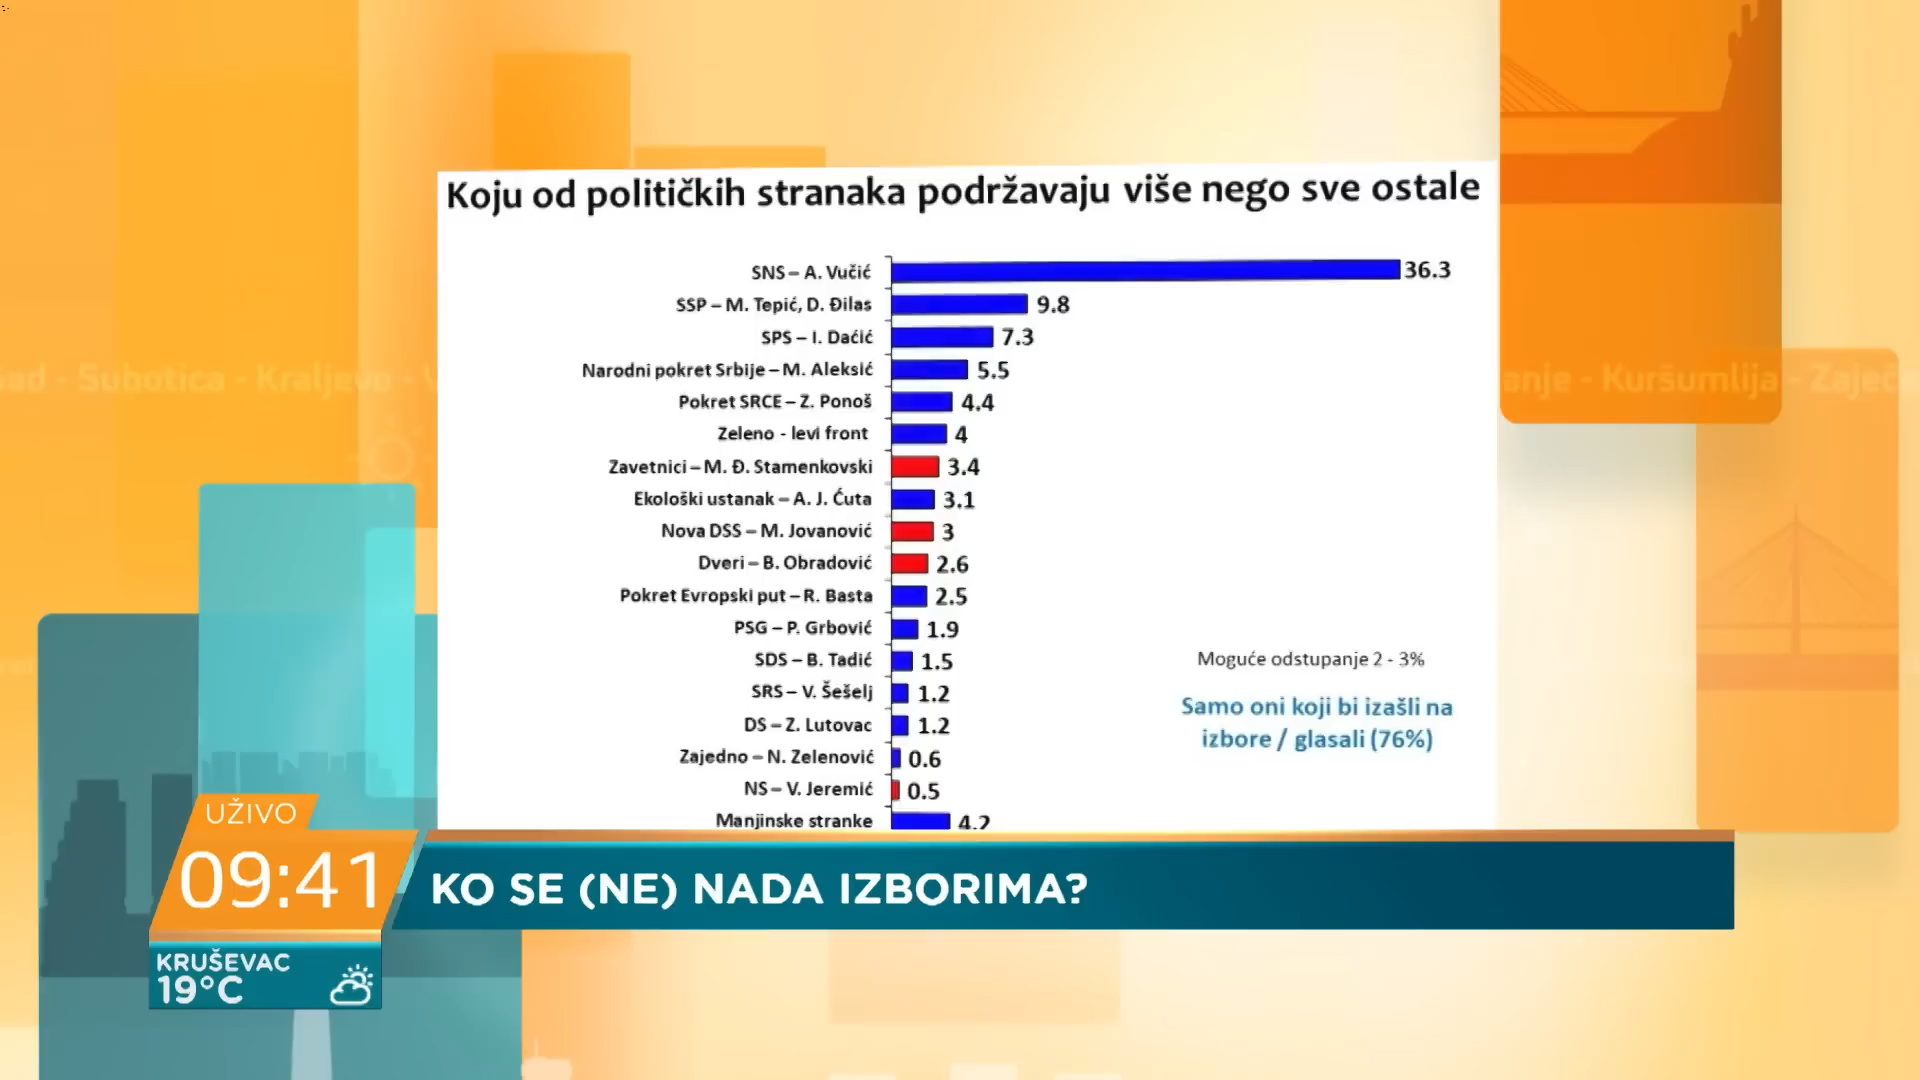 Koju od političkih stranaka podržavaju više nego sve ostale
SNS – A. Vučić 36.3
SSP – M. Tepić, D. Đilas 9.8
SPS – I. Dačić 7.3
Narodni pokret Srbije – M. Aleksić 5.5
Pokret SRCE – Z. Ponoš 4.4
Zeleno - levi front 4
Zavetnici – M. Đ. Stamenkovski 3.4
Ekološki ustanak – A. J. Ćuta 3.1
Nova DSS – M. Jovanović 3
Dveri – B. Obradović 2.6
Pokret Evropski put – R. Basta 2.5
PSG – P. Grbović 1.9
SDS – B. Tadić 1.5
SRS – V. Šešelj 1.2
DS – Z. Lutovac 1.2
Zajedno – N. Zelenović 0.6
NS – V. Jeremić 0.5
Manjinske stranke 4.2
Moguće odstupanje 2 - 3%
Samo oni koji bi izašli na
izbore / glasali (76%)
- Subotica - Kraljevo -
- Kuršumlija -
UŽIVO
09:41
KO SE (NE) NADA IZBORIMA?
KRUŠEVAC
19°C